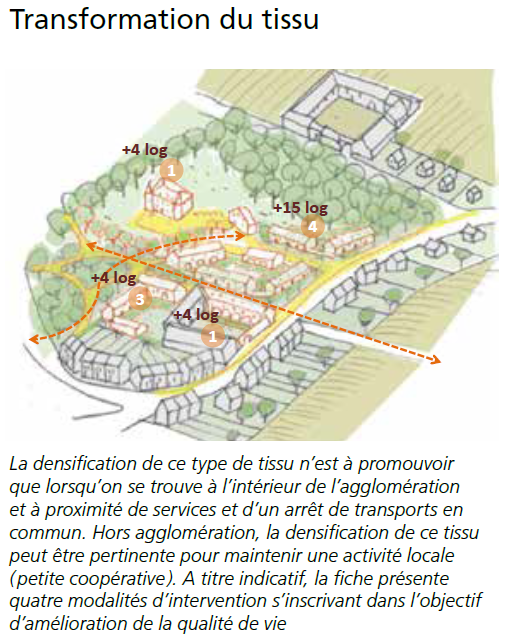 Transformation du tissu
+4 log
1
+15 log
4
+4 log
3
+4 log
1
La densification de ce type de tissu n'est à promouvoir
que lorsqu'on se trouve à l'intérieur de l'agglomération
et à proximité de services et d'un arrêt de transports en
commun. Hors agglomération, la densification de ce tissu
peut être pertinente pour maintenir une activité locale
(petite coopérative). A titre indicatif, la fiche présente
quatre modalités d'intervention s'inscrivant dans l'objectif
d'amélioration de la qualité de vie